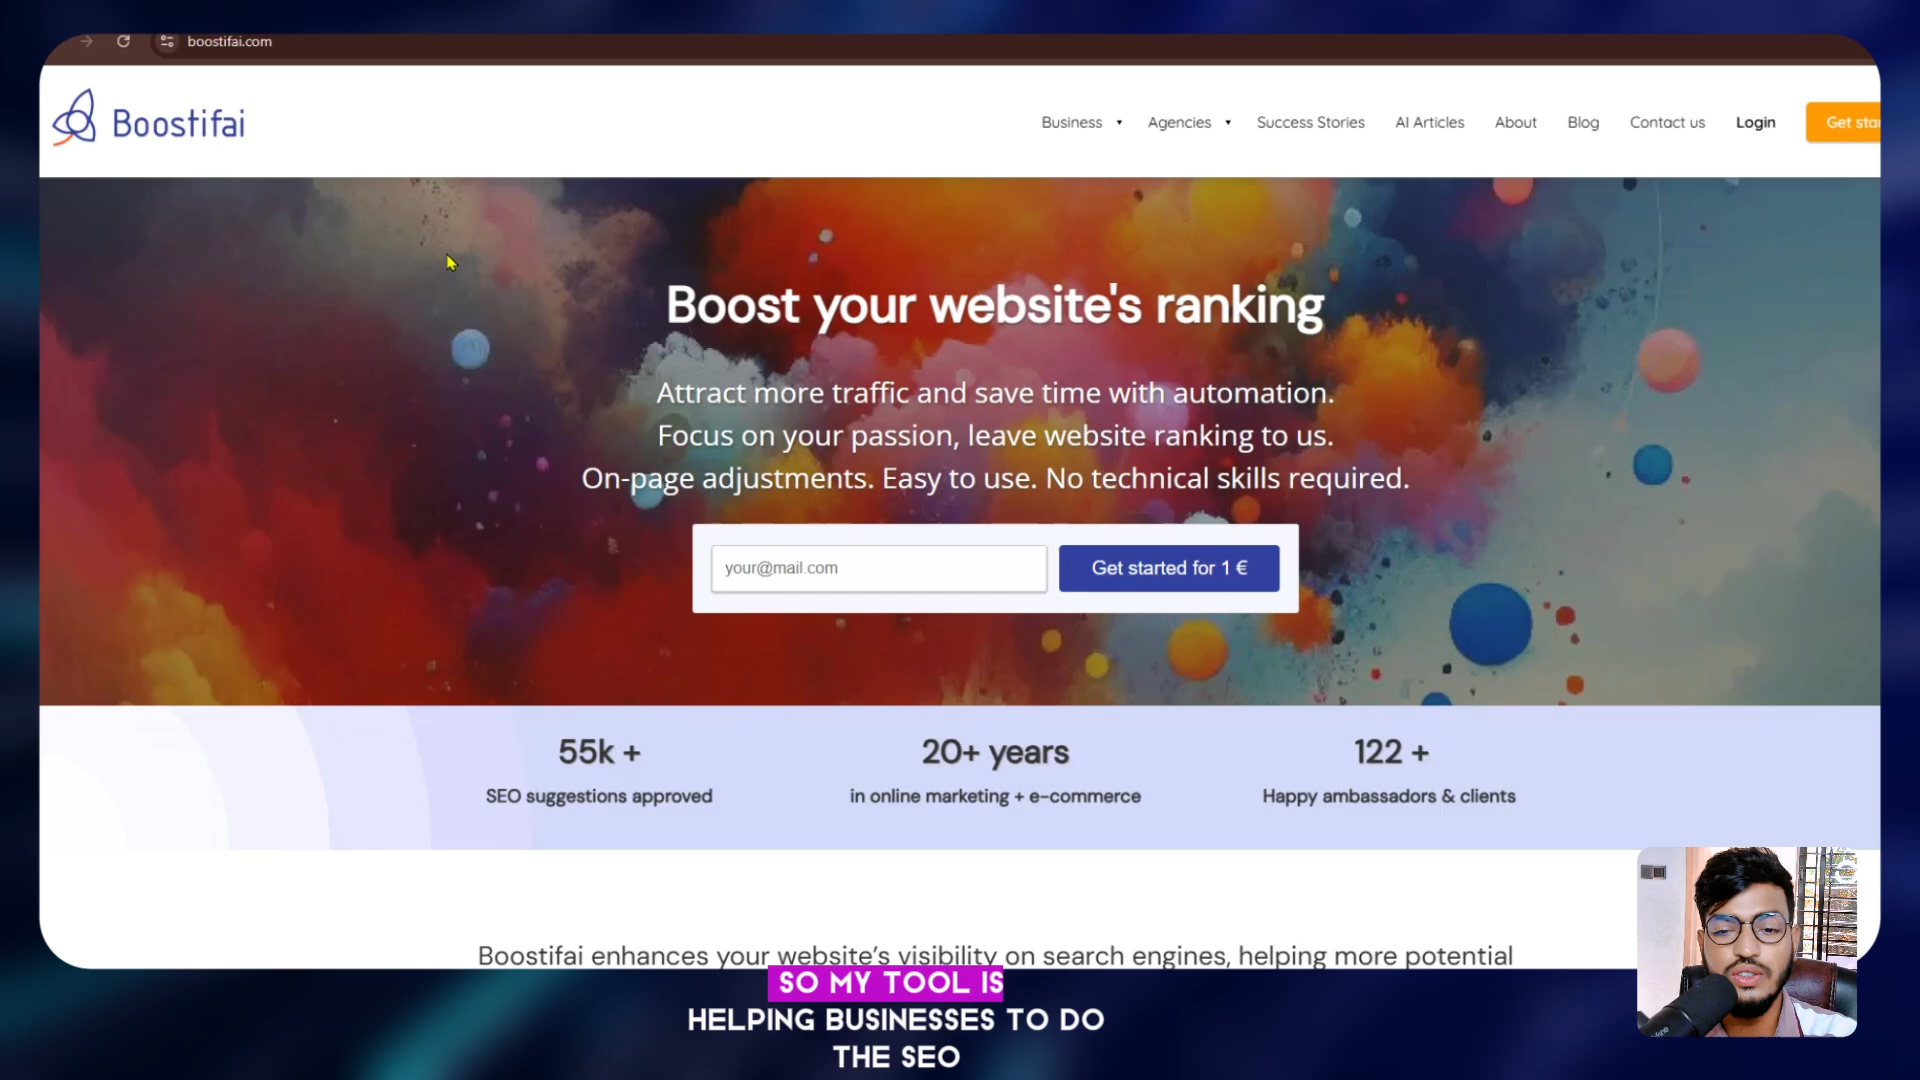 boostifai.com
Boostifai
Business Agencies Success Stories AI Articles About Blog Contact us Login Get star
Boost your website's ranking
Attract more traffic and save time with automation.
Focus on your passion, leave website ranking to us.
On-page adjustments. Easy to use. No technical skills required.
your@mail.com Get started for 1 €
55k + 20+ years 122 +
SEO suggestions approved in online marketing + e-commerce Happy ambassadors & clients
Boostifai enhances your website’s visibility on search engines, helping more potential
SO MY TOOL IS
HELPING BUSINESSES TO DO
THE SEO